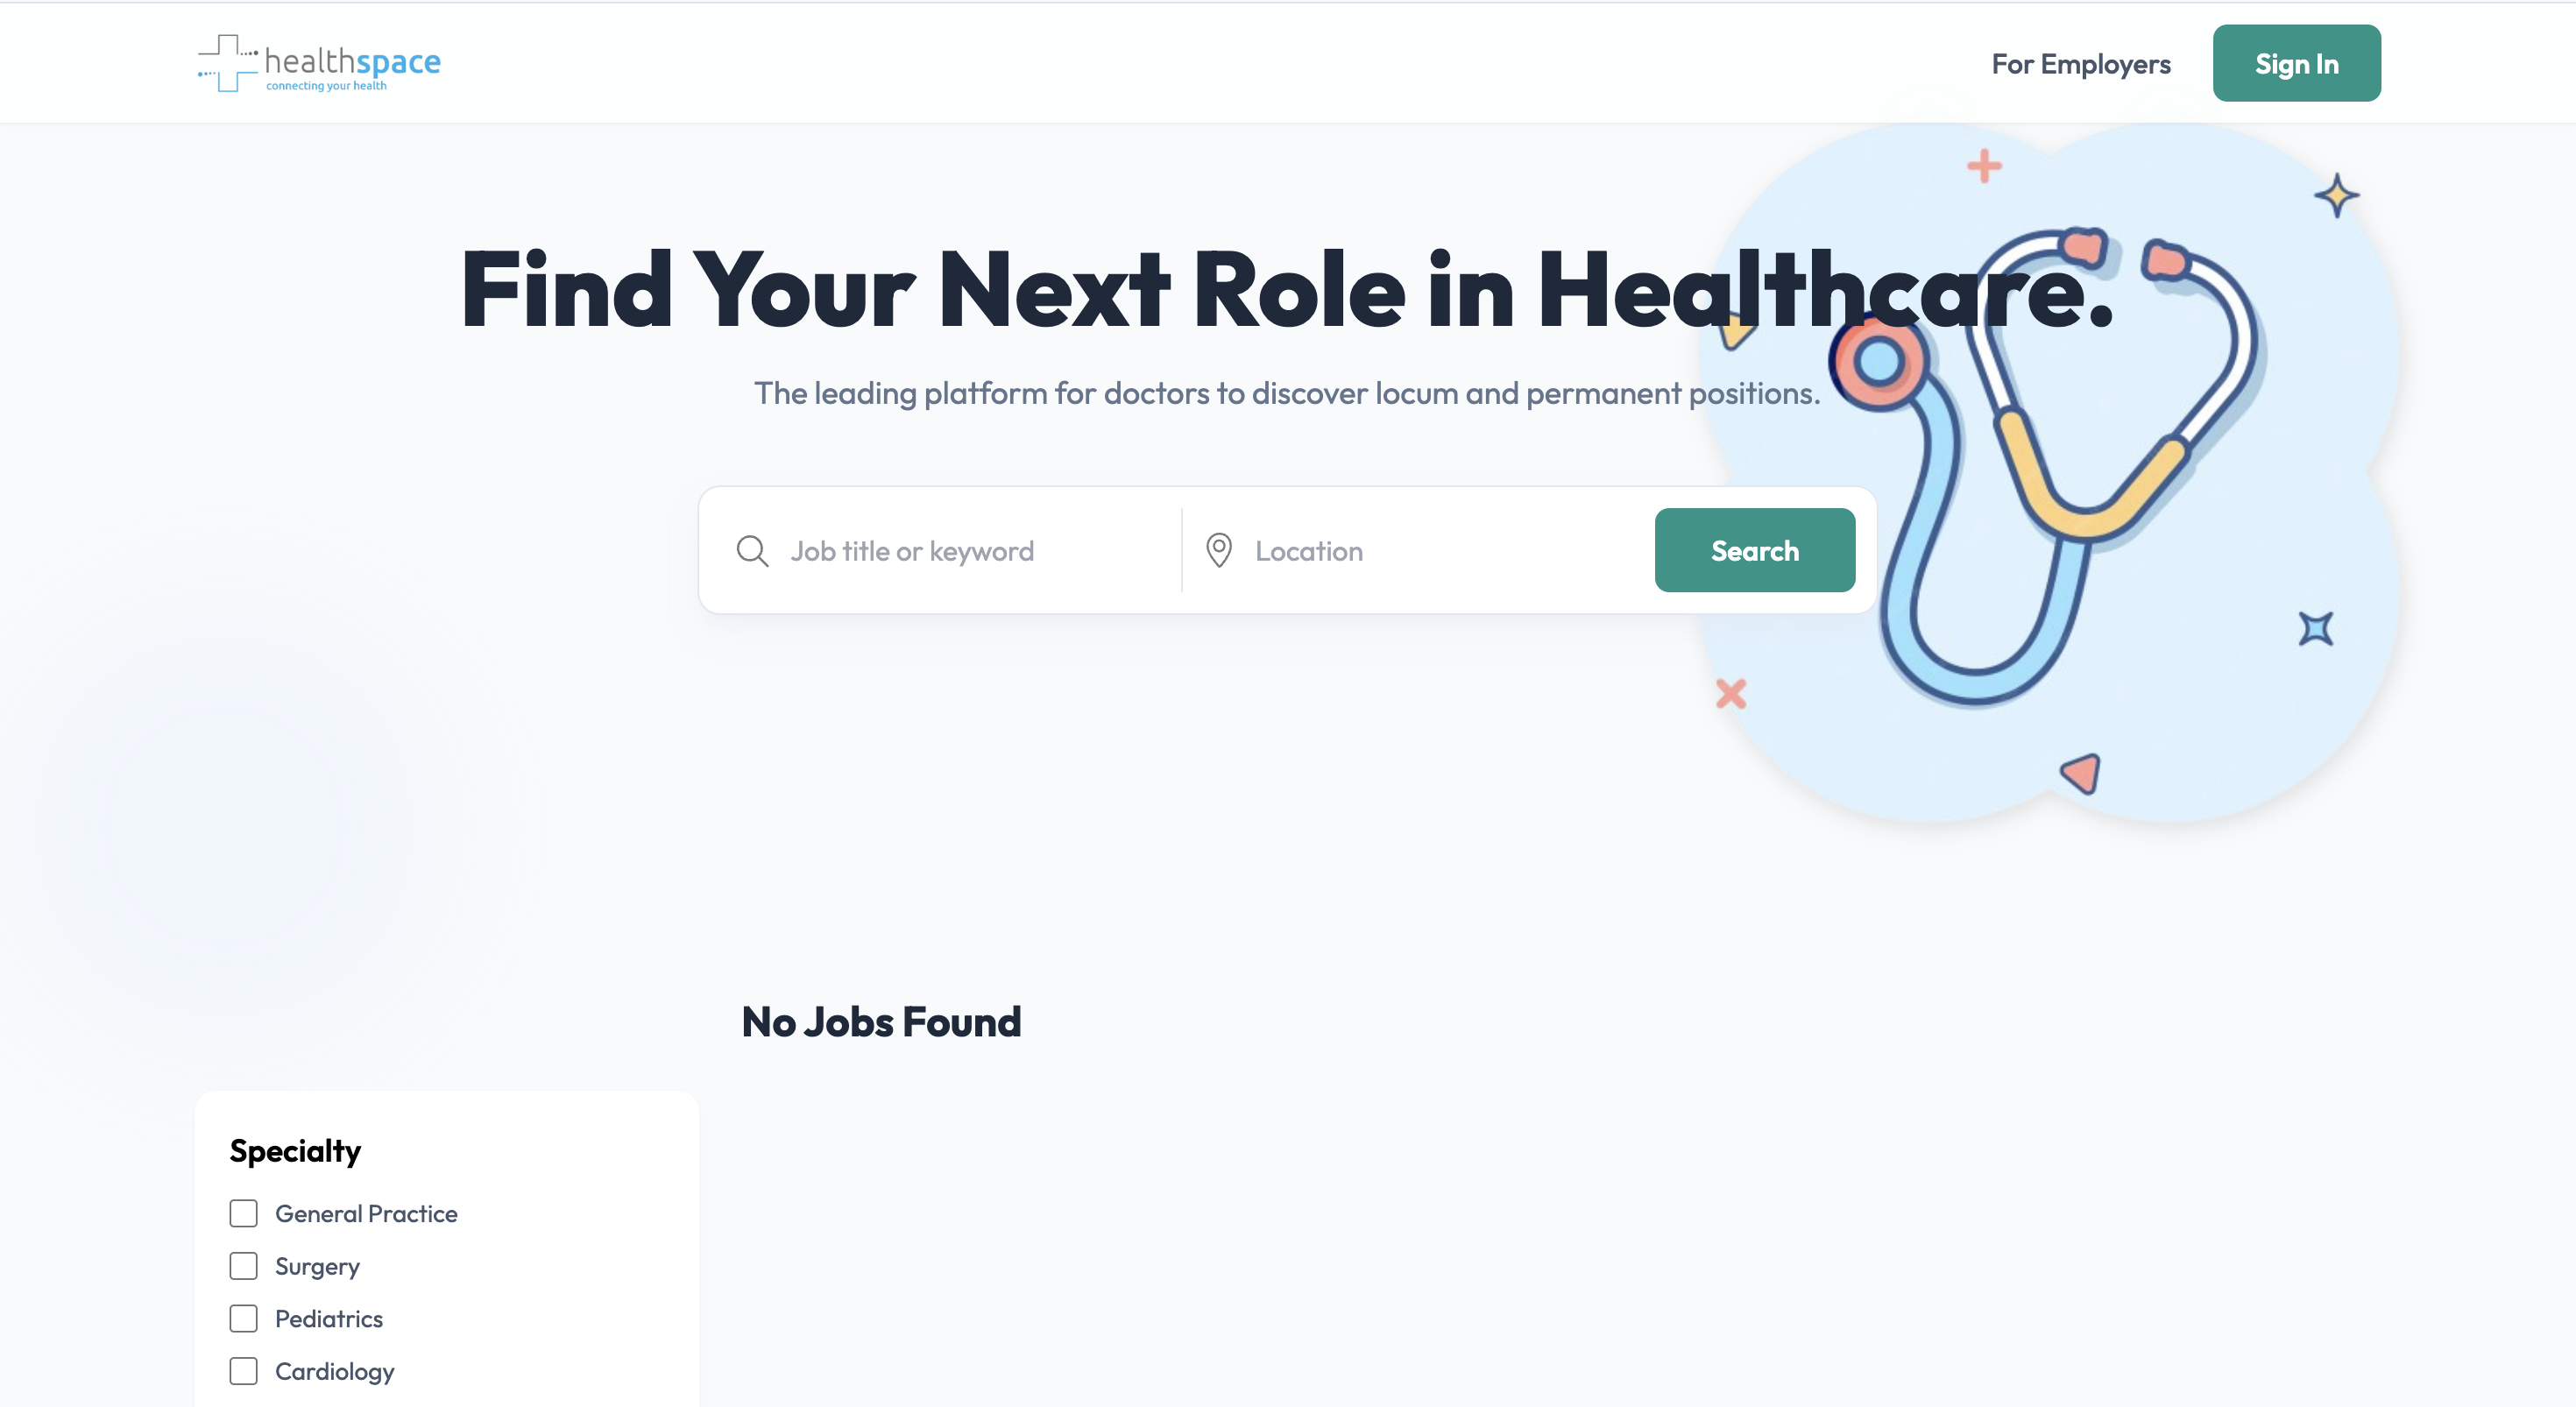 healthspace
connecting your health
For Employers
Sign In
Find Your Next Role in Healthcare.
The leading platform for doctors to discover locum and permanent positions.
Job title or keyword
Location
Search
No Jobs Found
Specialty
General Practice
Surgery
Pediatrics
Cardiology